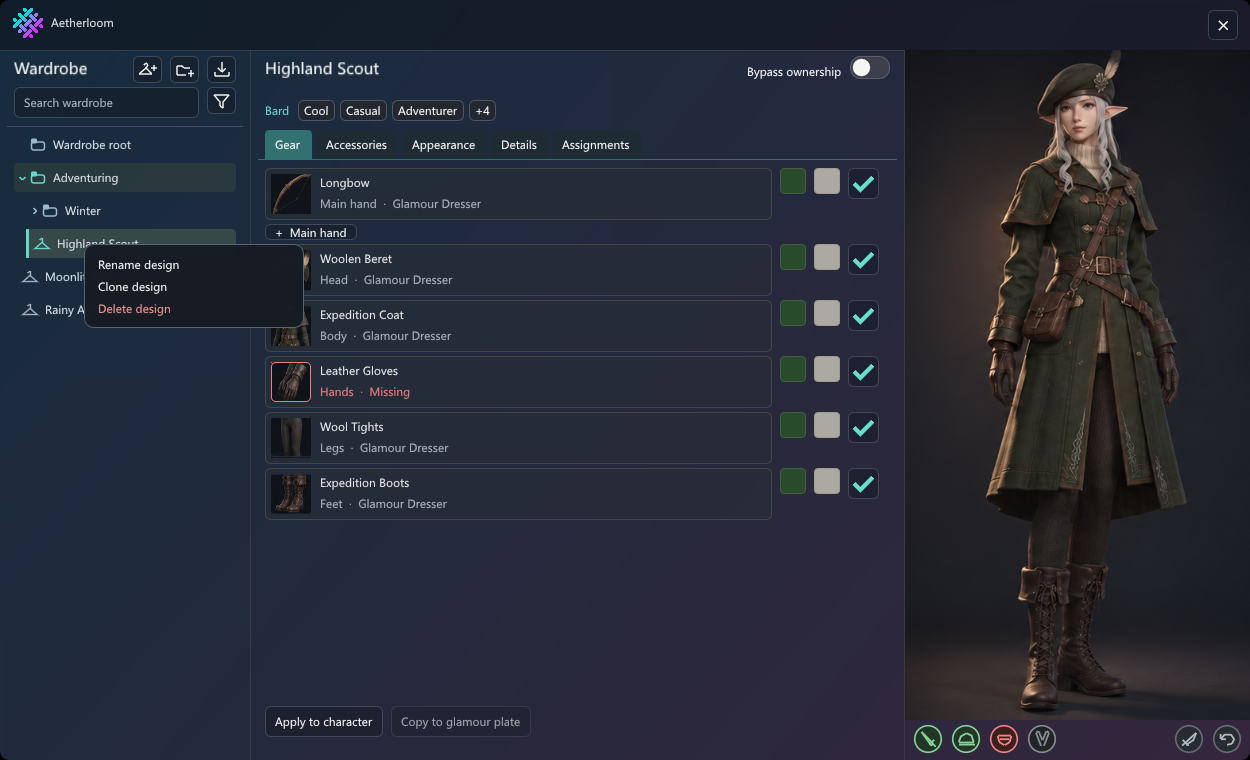 Aetherloom
Wardrobe
Search wardrobe
Wardrobe root
Adventuring
Winter
Highland Scout
Rainy
Rename design
Clone design
Delete design
Highland Scout
Bypass ownership
Bard Cool Casual Adventurer +4
Gear Accessories Appearance Details Assignments
Longbow
Main hand · Glamour Dresser
+ Main hand
Woolen Beret
Head · Glamour Dresser
Expedition Coat
Body · Glamour Dresser
Leather Gloves
Hands · Missing
Wool Tights
Legs · Glamour Dresser
Expedition Boots
Feet · Glamour Dresser
Apply to character
Copy to glamour plate